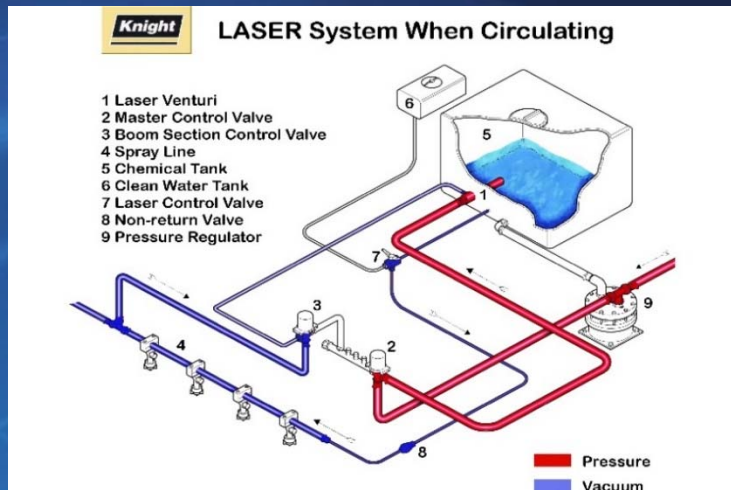 Knight
LASER System When Circulating
1 Laser Venturi
2 Master Control Valve
3 Boom Section Control Valve
4 Spray Line
5 Chemical Tank
6 Clean Water Tank
7 Laser Control Valve
8 Non-return Valve
9 Pressure Regulator
6
5
1
7
3
9
4
2
8
Pressure
Vacuum